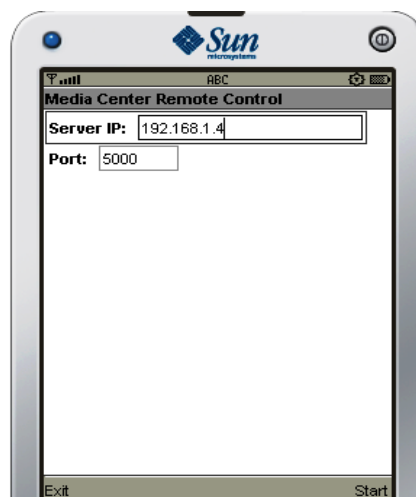 Sun
microsystems
ABC
Media Center Remote Control
Server IP: 192.168.1.4
Port: 5000
Exit Start